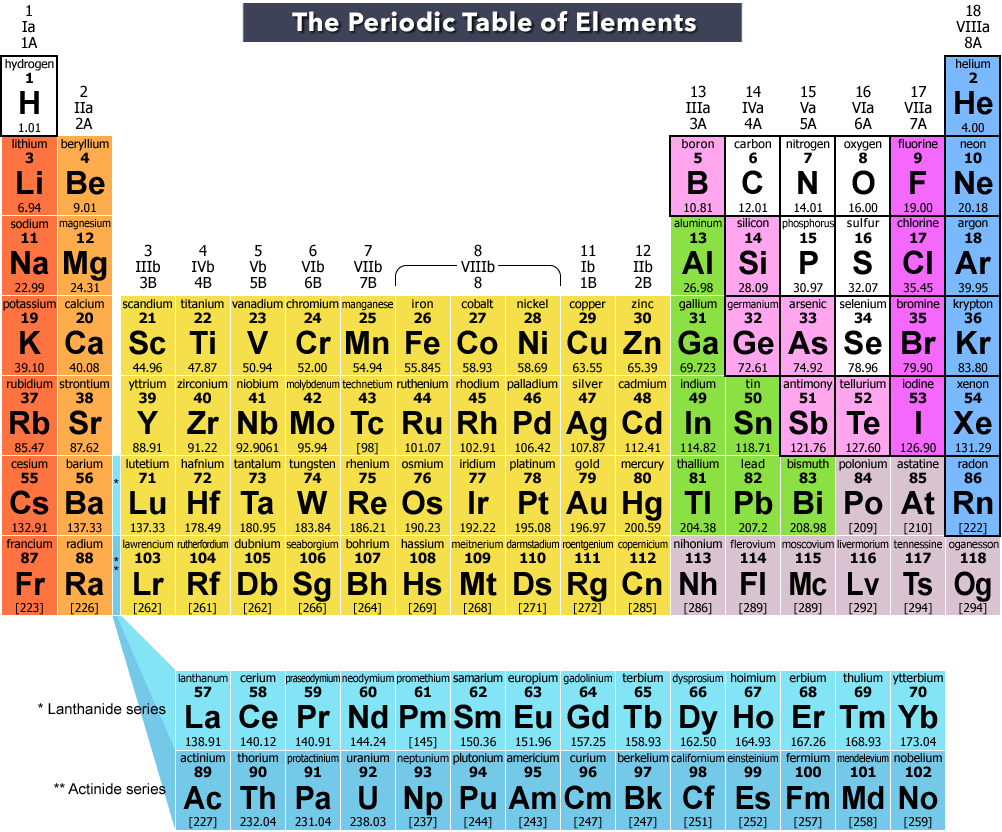 The Periodic Table of Elements
1 18
Ia VIIIa
1A 8A
hydrogen helium
1 2
H He
1.01 4.00
2 13 14 15 16 17
IIa IIIa IVa Va VIa VIIa
2A 3A 4A 5A 6A 7A
lithium beryllium boron carbon nitrogen oxygen fluorine neon
3 4 5 6 7 8 9 10
Li Be B C N O F Ne
6.94 9.01 10.81 12.01 14.01 16.00 19.00 20.18
sodium magnesium aluminum silicon phosphorus sulfur chlorine argon
11 12 13 14 15 16 17 18
Na Mg Al Si P S Cl Ar
22.99 24.31 26.98 28.09 30.97 32.07 35.45 39.95
3 4 5 6 7 8 11 12
IIIb IVb Vb VIb VIIb VIIIb Ib IIb
3B 4B 5B 6B 7B 8 1B 2B
potassium calcium scandium titanium vanadium chromium manganese iron cobalt nickel copper zinc gallium germanium arsenic selenium bromine krypton
19 20 21 22 23 24 25 26 27 28 29 30 31 32 33 34 35 36
K Ca Sc Ti V Cr Mn Fe Co Ni Cu Zn Ga Ge As Se Br Kr
39.10 40.08 44.96 47.87 50.94 52.00 54.94 55.845 58.93 58.69 63.55 65.39 69.723 72.61 74.92 78.96 79.90 83.80
rubidium strontium yttrium zirconium niobium molybdenum technetium ruthenium rhodium palladium silver cadmium indium tin antimony tellurium iodine xenon
37 38 39 40 41 42 43 44 45 46 47 48 49 50 51 52 53 54
Rb Sr Y Zr Nb Mo Tc Ru Rh Pd Ag Cd In Sn Sb Te I Xe
85.47 87.62 88.91 91.22 92.9061 95.94 [98] 101.07 102.91 106.42 107.87 112.41 114.82 118.71 121.76 127.60 126.90 131.29
cesium barium lutetium hafnium tantalum tungsten rhenium osmium iridium platinum gold mercury thallium lead bismuth polonium astatine radon
55 56 * 71 72 73 74 75 76 77 78 79 80 81 82 83 84 85 86
Cs Ba Lu Hf Ta W Re Os Ir Pt Au Hg Tl Pb Bi Po At Rn
132.91 137.33 137.33 178.49 180.95 183.84 186.21 190.23 192.22 195.08 196.97 200.59 204.38 207.2 208.98 [209] [210] [222]
francium radium lawrencium rutherfordium dubnium seaborgium bohrium hassium meitnerium darmstadium roentgenium copernicium nihonium flerovium moscovium livermorium tennessine oganesson
87 88 ** 103 104 105 106 107 108 109 110 111 112 113 114 115 116 117 118
Fr Ra Lr Rf Db Sg Bh Hs Mt Ds Rg Cn Nh Fl Mc Lv Ts Og
[223] [226] [262] [261] [262] [266] [264] [269] [268] [271] [272] [285] [286] [289] [289] [292] [294] [294]
lanthanum cerium praseodymium neodymium promethium samarium europium gadolinium terbium dysprosium hoimium erbium thulium ytterbium
57 58 59 60 61 62 63 64 65 66 67 68 69 70
* Lanthanide series La Ce Pr Nd Pm Sm Eu Gd Tb Dy Ho Er Tm Yb
138.91 140.12 140.91 144.24 [145] 150.36 151.96 157.25 158.93 162.50 164.93 167.26 168.93 173.04
actinium thorium protactinium uranium neptunium plutonium americium curium berkelium californium einsteinium fermium mendelevium nobelium
89 90 91 92 93 94 95 96 97 98 99 100 101 102
** Actinide series Ac Th Pa U Np Pu Am Cm Bk Cf Es Fm Md No
[227] 232.04 231.04 238.03 [237] [244] [243] [247] [247] [251] [252] [257] [258] [259]